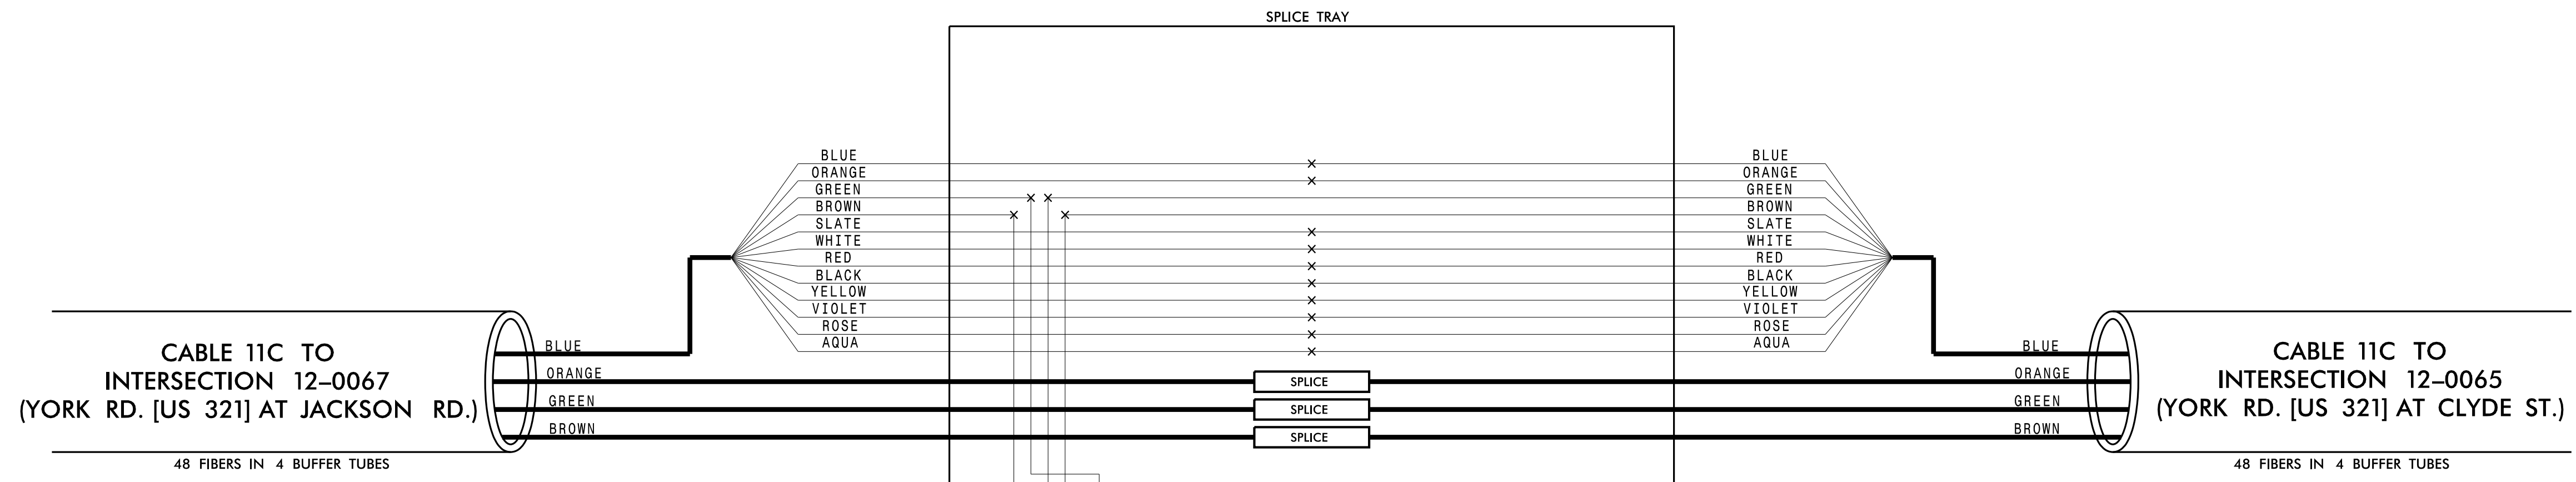 SPLICE TRAY
BLUE
ORANGE
GREEN
BROWN
SLATE
WHITE
RED
BLACK
YELLOW
VIOLET
ROSE
AQUA
BLUE
ORANGE
GREEN
BROWN
SLATE
WHITE
RED
BLACK
YELLOW
VIOLET
ROSE
AQUA
CABLE 11C TO
INTERSECTION 12–0067
(YORK RD. [US 321] AT JACKSON RD.)
48 FIBERS IN 4 BUFFER TUBES
BLUE
ORANGE
GREEN
BROWN
SPLICE
SPLICE
SPLICE
BLUE
ORANGE
GREEN
BROWN
CABLE 11C TO
INTERSECTION 12–0065
(YORK RD. [US 321] AT CLYDE ST.)
48 FIBERS IN 4 BUFFER TUBES